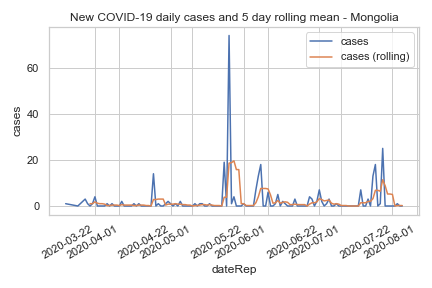 New COVID-19 daily cases and 5 day rolling mean - Mongolia
cases
cases (rolling)
60
40
20
0
cases
2020-03-22
2020-04-01
2020-04-22
2020-05-01
2020-05-22
2020-06-01
2020-06-22
2020-07-01
2020-07-22
2020-08-01
dateRep